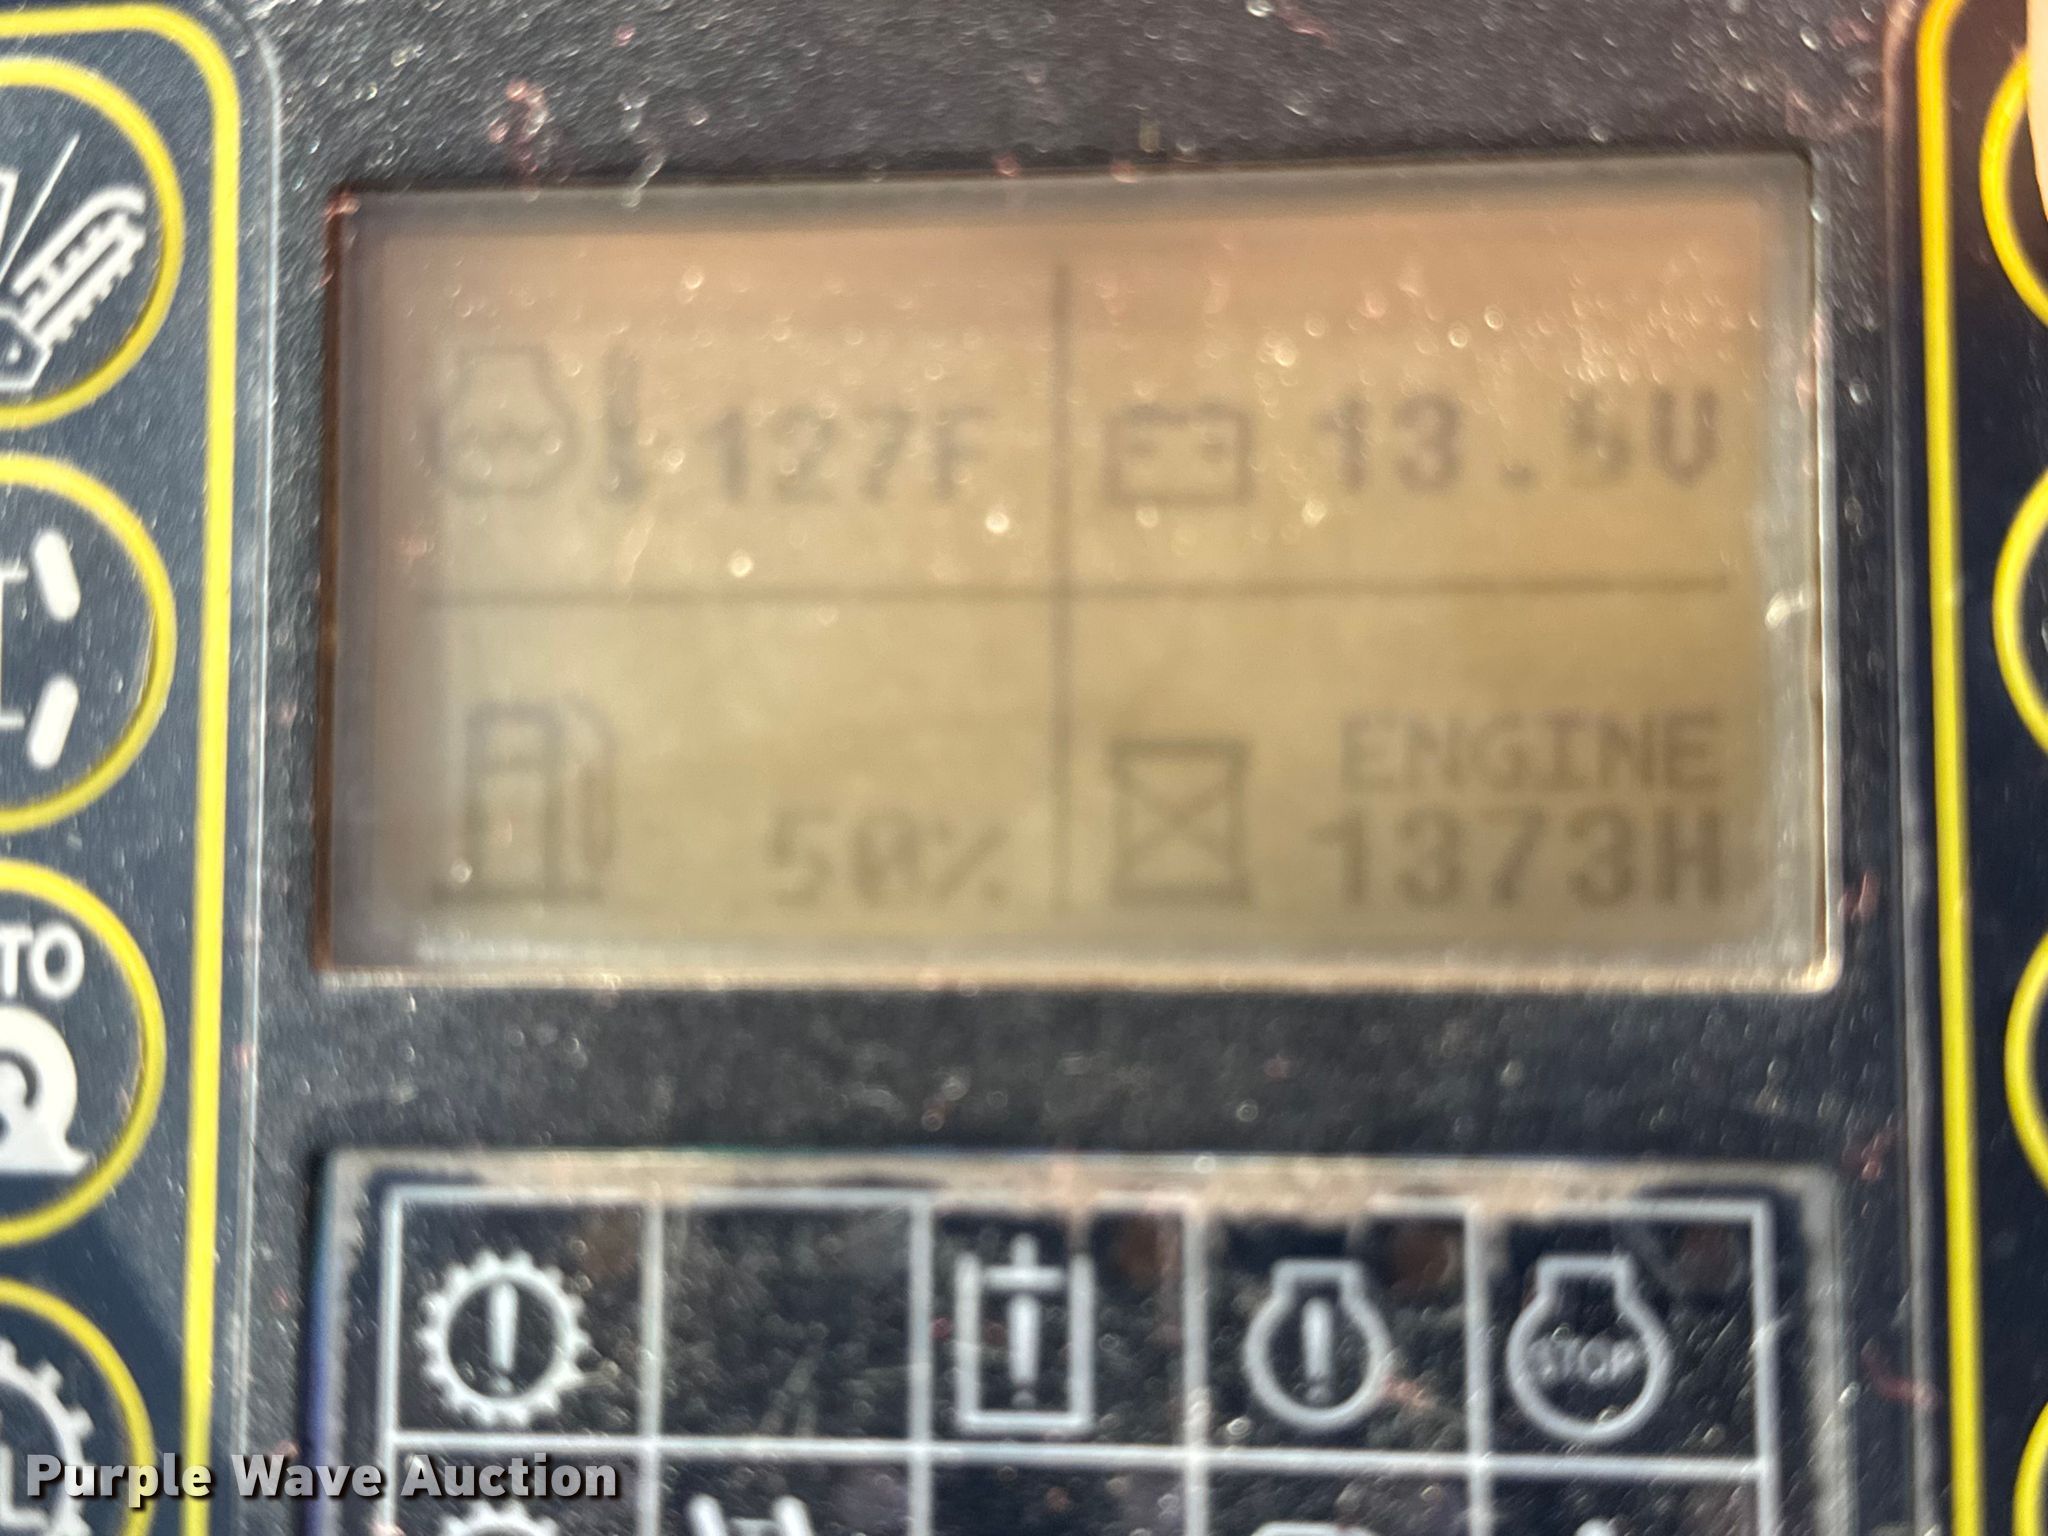 127F
13.5V
50%
ENGINE
1373H
TO
STOP
L
Purple Wave Auction